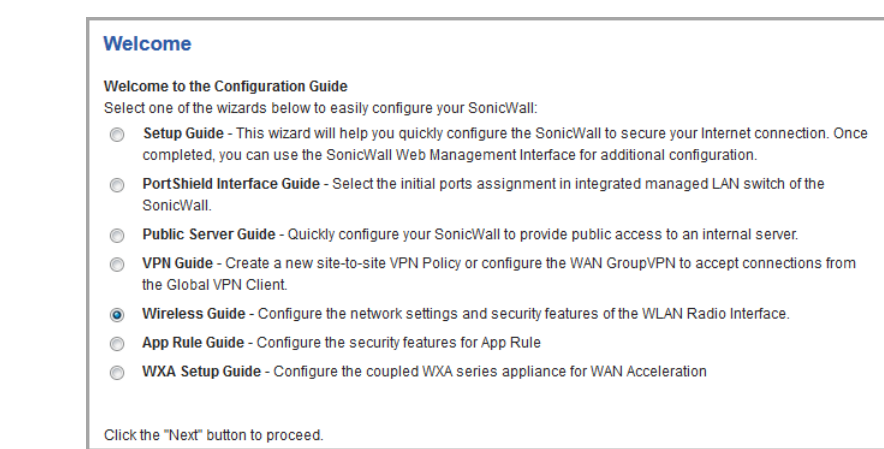 Welcome
Welcome to the Configuration Guide
Select one of the wizards below to easily configure your SonicWall:
Setup Guide - This wizard will help you quickly configure the SonicWall to secure your Internet connection. Once
completed, you can use the SonicWall Web Management Interface for additional configuration.
PortShield Interface Guide - Select the initial ports assignment in integrated managed LAN switch of the
SonicWall.
Public Server Guide - Quickly configure your SonicWall to provide public access to an internal server.
VPN Guide - Create a new site-to-site VPN Policy or configure the WAN GroupVPN to accept connections from
the Global VPN Client.
Wireless Guide - Configure the network settings and security features of the WLAN Radio Interface.
App Rule Guide - Configure the security features for App Rule
WXA Setup Guide - Configure the coupled WXA series appliance for WAN Acceleration
Click the "Next" button to proceed.